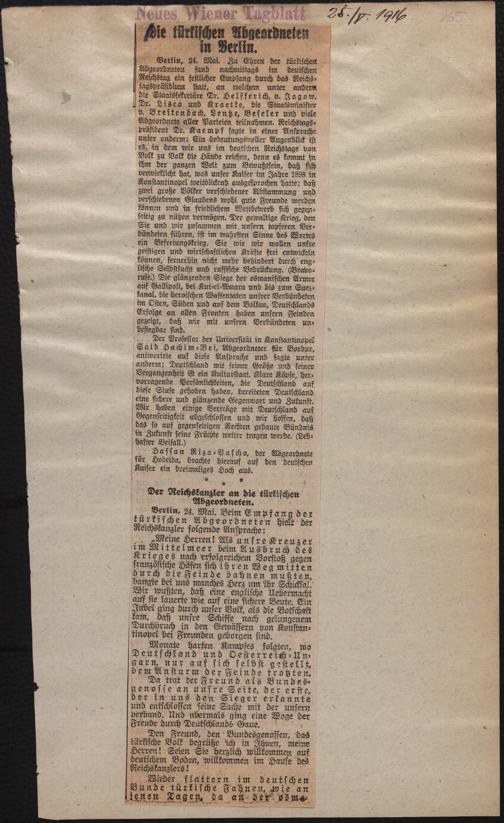 Neues Wiener Tagblatt
25./V. 1916
155
Die türkischen Abgeordneten
in Berlin.
Berlin, 24. Mai. Zu Ehren der türkischen
Abgeordneten fand nachmittags im deutschen
Reichstag ein festlicher Empfang durch das Reichs-
tagspräsidium statt, an welchem unter andern
die Staatssekretäre Dr. Helfferich, v. Jagow,
Dr. Lisco und Kraetke, die Staatsminister
v. Breitenbach, Lentze, Beseler und viele
Abgeordnete aller Parteien teilnahmen. Reichstags-
präsident Dr. Kaempf sagte in einer Ansprache
unter anderm: Ein bedeutungsvoller Augenblick ist
es, in dem wir uns im deutschen Reichstage von
Volk zu Volk die Hände reichen, denn es kommt in
ihm der ganzen Welt zum Bewußtsein, daß sich
verwirklicht hat, was unser Kaiser im Jahre 1898 in
Konstantinopel weitblickend ausgesprochen hatte: daß
zwei große Völker verschiedener Abstammung und
verschiedenen Glaubens wohl gute Freunde werden
können und in friedlichem Wettbewerb sich gegen-
seitig zu nützen vermögen. Der gewaltige Krieg, den
Sie und wir zusammen mit unsern tapferen Ver-
bündeten führen, ist im wahrsten Sinne des Wortes
ein Befreiungskrieg. Sie wie wir wollen unsre
geistigen und wirtschaftlichen Kräfte frei entwickeln
können, fernerhin nicht mehr behindert durch eng-
lische Selbstsucht und russische Bedrückung. (Bravo-
rufe.) Die glänzenden Siege der osmanischen Armee
auf Gallipoli, bei Kut-el-Amara und bis zum Suez-
kanal, die heroischen Waffentaten unsrer Verbündeten
im Osten, Süden und auf dem Balkan, Deutschlands
Erfolge an allen Fronten haben unsern Feinden
gezeigt, daß wir mit unsern Verbündeten un-
besiegbar sind.
Der Professor der Universität in Konstantinopel
Said Hachim-Bei, Abgeordneter für Bordur,
antwortete auf diese Ansprache und sagte unter
anderm: Deutschland mit seiner Größe und seiner
Vergangenheit ist ein Kulturstaat. Klare Köpfe, her-
vorragende Persönlichkeiten, die Deutschland auf
diese Stufe gehoben haben, bereiteten Deutschland
eine sichere und glänzende Gegenwart und Zukunft.
Wir haben einige Verträge mit Deutschland auf
Gegenseitigkeit abgeschlossen und wir hoffen, daß
das so auf gegenseitigen Rechten gebaute Bündnis
in Zukunft seine Früchte weiter tragen werde. (Leb-
hafter Beifall.)
Hassan Riza-Pascha, der Abgeordnete
für Hodeida, brachte hierauf auf den deutschen
Kaiser ein dreimaliges Hoch aus.
* * *
Der Reichskanzler an die türkischen
Abgeordneten.
Berlin, 24. Mai. Beim Empfang der
türkischen Abgeordneten hielt der
Reichskanzler folgende Ansprache:
„Meine Herren! Als unsre Kreuzer
im Mittelmeer beim Ausbruch des
Krieges nach erfolgreichem Vorstoß gegen
französische Häfen sich ihren Weg mitten
durch die Feinde bahnen mußten,
bangte bei uns manches Herz um ihr Schicksal.
Wir wußten, daß eine englische Uebermacht
auf sie lauerte wie auf eine sichere Beute. Ein
Jubel ging durch unser Volk, als die Botschaft
kam, daß unsre Schiffe nach gelungenem
Durchbruch in den Gewässern von Konstan-
tinopel bei Freunden geborgen sind.
Monate harten Kampfes folgten, wo
Deutschland und Oesterreich-Un-
garn, nur auf sich selbst gestellt,
dem Ansturm der Feinde trotzten.
Da trat der Freund als Bundes-
genosse an unsre Seite, der erste,
der in uns den Sieger erkannte
und entschlossen seine Sache mit der unsern
verband. Und abermals ging eine Woge der
Freude durch Deutschlands Gaue.
Den Freund, den Bundesgenossen, das
türkische Volk begrüße ich in Ihnen, meine
Herren! Seien Sie herzlich willkommen auf
deutschem Boden, willkommen im Hause des
Reichskanzlers!
Wieder flattern im deutschen
Bunde türkische Fahnen, wie an
jenen Tagen, da an der osma-